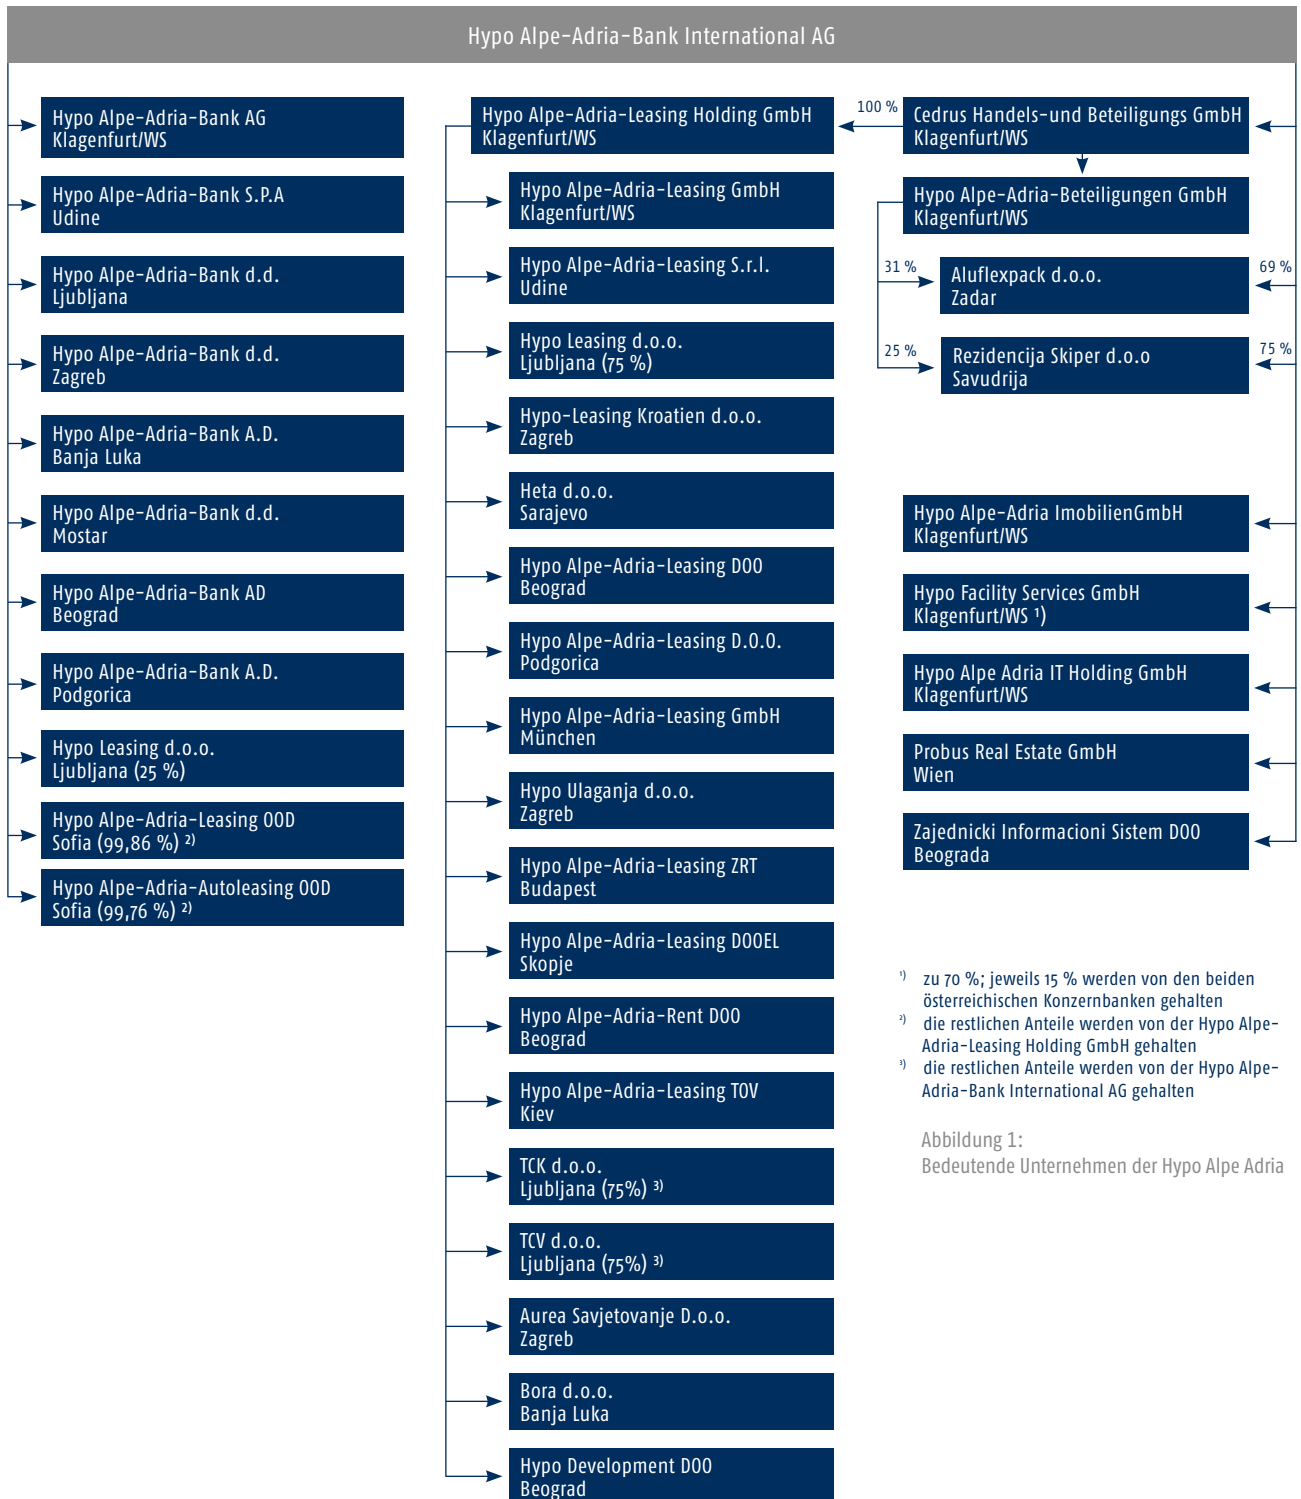 Hypo Alpe-Adria-Bank International AG
Hypo Alpe-Adria-Bank AG
Klagenfurt/WS
Hypo Alpe-Adria-Bank S.P.A
Udine
Hypo Alpe-Adria-Bank d.d.
Ljubljana
Hypo Alpe-Adria-Bank d.d.
Zagreb
Hypo Alpe-Adria-Bank A.D.
Banja Luka
Hypo Alpe-Adria-Bank d.d.
Mostar
Hypo Alpe-Adria-Bank AD
Beograd
Hypo Alpe-Adria-Bank A.D.
Podgorica
Hypo Leasing d.o.o.
Ljubljana (25 %)
Hypo Alpe-Adria-Leasing OOD
Sofia (99,86 %) ²⁾
Hypo Alpe-Adria-Autoleasing OOD
Sofia (99,76 %) ²⁾
Hypo Alpe-Adria-Leasing Holding GmbH
Klagenfurt/WS
Hypo Alpe-Adria-Leasing GmbH
Klagenfurt/WS
Hypo Alpe-Adria-Leasing S.r.l.
Udine
Hypo Leasing d.o.o.
Ljubljana (75 %)
Hypo-Leasing Kroatien d.o.o.
Zagreb
Heta d.o.o.
Sarajevo
Hypo Alpe-Adria-Leasing DOO
Beograd
Hypo Alpe-Adria-Leasing D.O.O.
Podgorica
Hypo Alpe-Adria-Leasing GmbH
München
Hypo Ulaganja d.o.o.
Zagreb
Hypo Alpe-Adria-Leasing ZRT
Budapest
Hypo Alpe-Adria-Leasing DOOEL
Skopje
Hypo Alpe-Adria-Rent DOO
Beograd
Hypo Alpe-Adria-Leasing TOV
Kiev
TCK d.o.o.
Ljubljana (75%) ³⁾
TCV d.o.o.
Ljubljana (75%) ³⁾
Aurea Savjetovanje D.o.o.
Zagreb
Bora d.o.o.
Banja Luka
Hypo Development DOO
Beograd
100 %
Cedrus Handels-und Beteiligungs GmbH
Klagenfurt/WS
Hypo Alpe-Adria-Beteiligungen GmbH
Klagenfurt/WS
31 %
Aluflexpack d.o.o.
Zadar
69 %
25 %
Rezidencija Skiper d.o.o
Savudrija
75 %
Hypo Alpe-Adria ImobilienGmbH
Klagenfurt/WS
Hypo Facility Services GmbH
Klagenfurt/WS ¹)
Hypo Alpe Adria IT Holding GmbH
Klagenfurt/WS
Probus Real Estate GmbH
Wien
Zajednicki Informacioni Sistem DOO
Beograda
¹⁾ zu 70 %; jeweils 15 % werden von den beiden
österreichischen Konzernbanken gehalten
²⁾ die restlichen Anteile werden von der Hypo Alpe-
Adria-Leasing Holding GmbH gehalten
³⁾ die restlichen Anteile werden von der Hypo Alpe-
Adria-Bank International AG gehalten
Abbildung 1:
Bedeutende Unternehmen der Hypo Alpe Adria